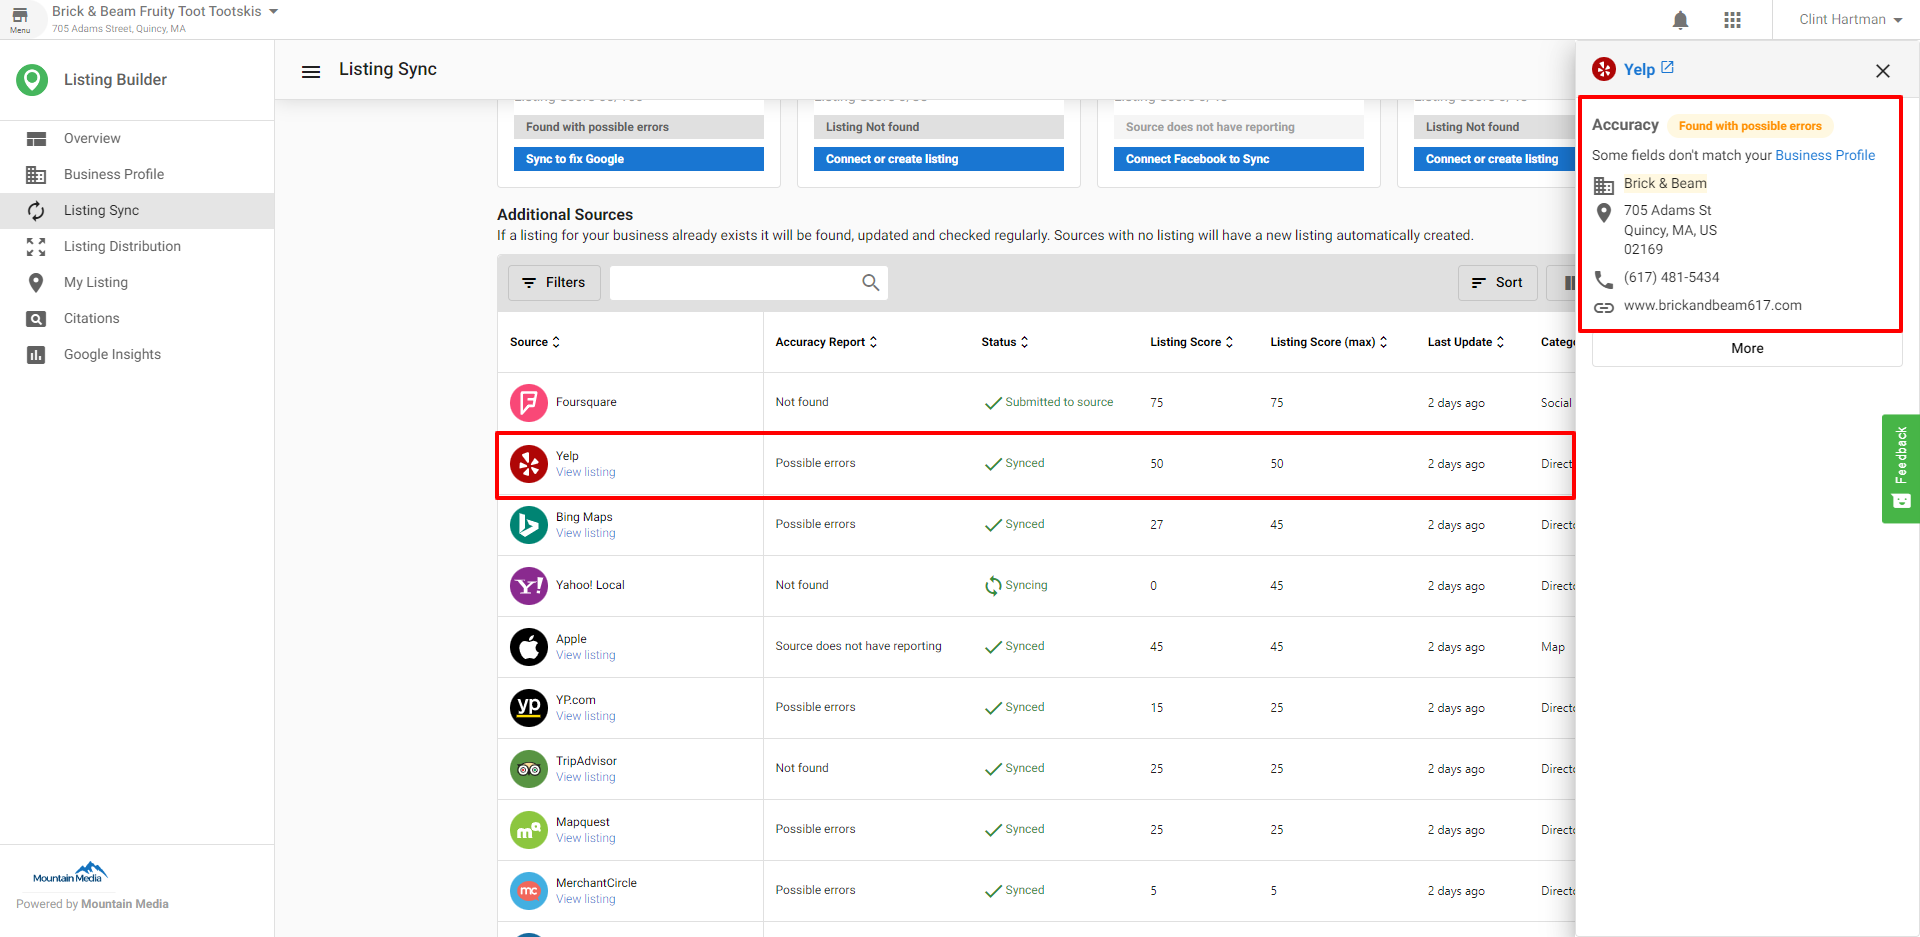 Menu
Brick & Beam Fruity Toot Tootskis
705 Adams Street, Quincy, MA
Clint Hartman
Listing Builder
Overview
Business Profile
Listing Sync
Listing Distribution
My Listing
Citations
Google Insights
Mountain Media
Powered by Mountain Media
Listing Sync
Found with possible errors
Sync to fix Google
Listing Not found
Connect or create listing
Source does not have reporting
Connect Facebook to Sync
Listing Not found
Connect or create listing
Additional Sources
If a listing for your business already exists it will be found, updated and checked regularly. Sources with no listing will have a new listing automatically created.
Filters
Sort
Source Accuracy Report Status Listing Score Listing Score (max) Last Update Categ
Foursquare Not found Submitted to source 75 75 2 days ago Social
Yelp
View listing
Possible errors Synced 50 50 2 days ago Direct
Bing Maps
View listing
Possible errors Synced 27 45 2 days ago Direct
Yahoo! Local Not found Syncing 0 45 2 days ago Direct
Apple
View listing
Source does not have reporting Synced 45 45 2 days ago Map
yp
YP.com
View listing
Possible errors Synced 15 25 2 days ago Direct
TripAdvisor
View listing
Not found Synced 25 25 2 days ago Direct
Mapquest
View listing
Possible errors Synced 25 25 2 days ago Direct
mc
MerchantCircle
View listing
Possible errors Synced 5 5 2 days ago Direct
Yelp
Accuracy Found with possible errors
Some fields don't match your Business Profile
Brick & Beam
705 Adams St
Quincy, MA, US
02169
(617) 481-5434
www.brickandbeam617.com
More
Feedback